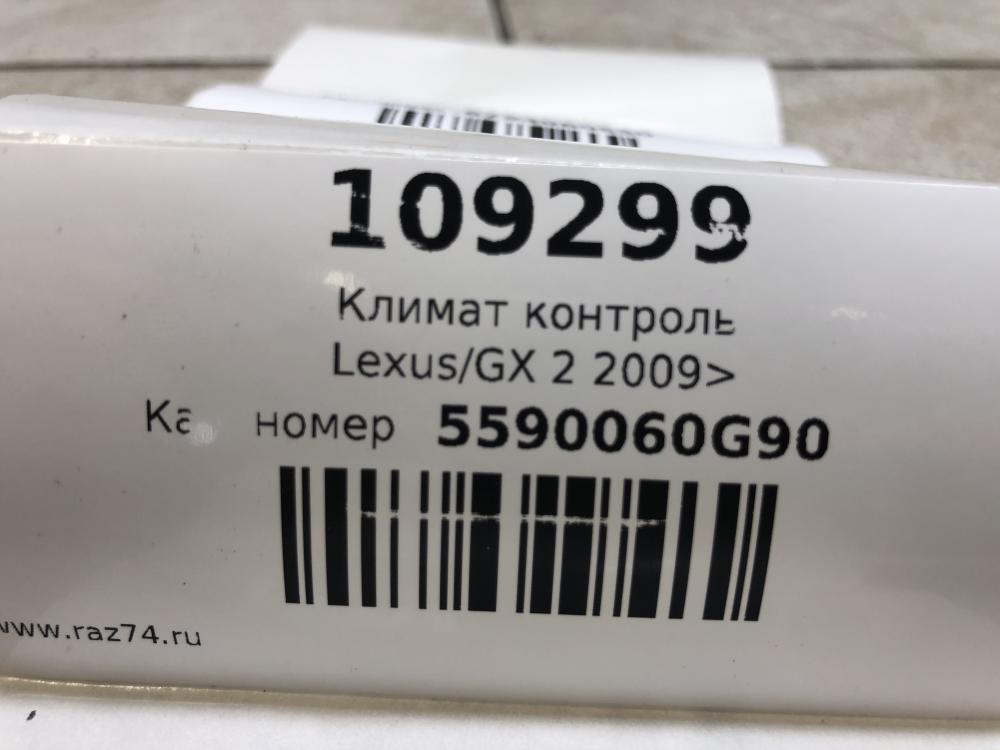 109299
Климат контроль
Lexus/GX 2 2009>
номер 5590060G90
www.raz74.ru